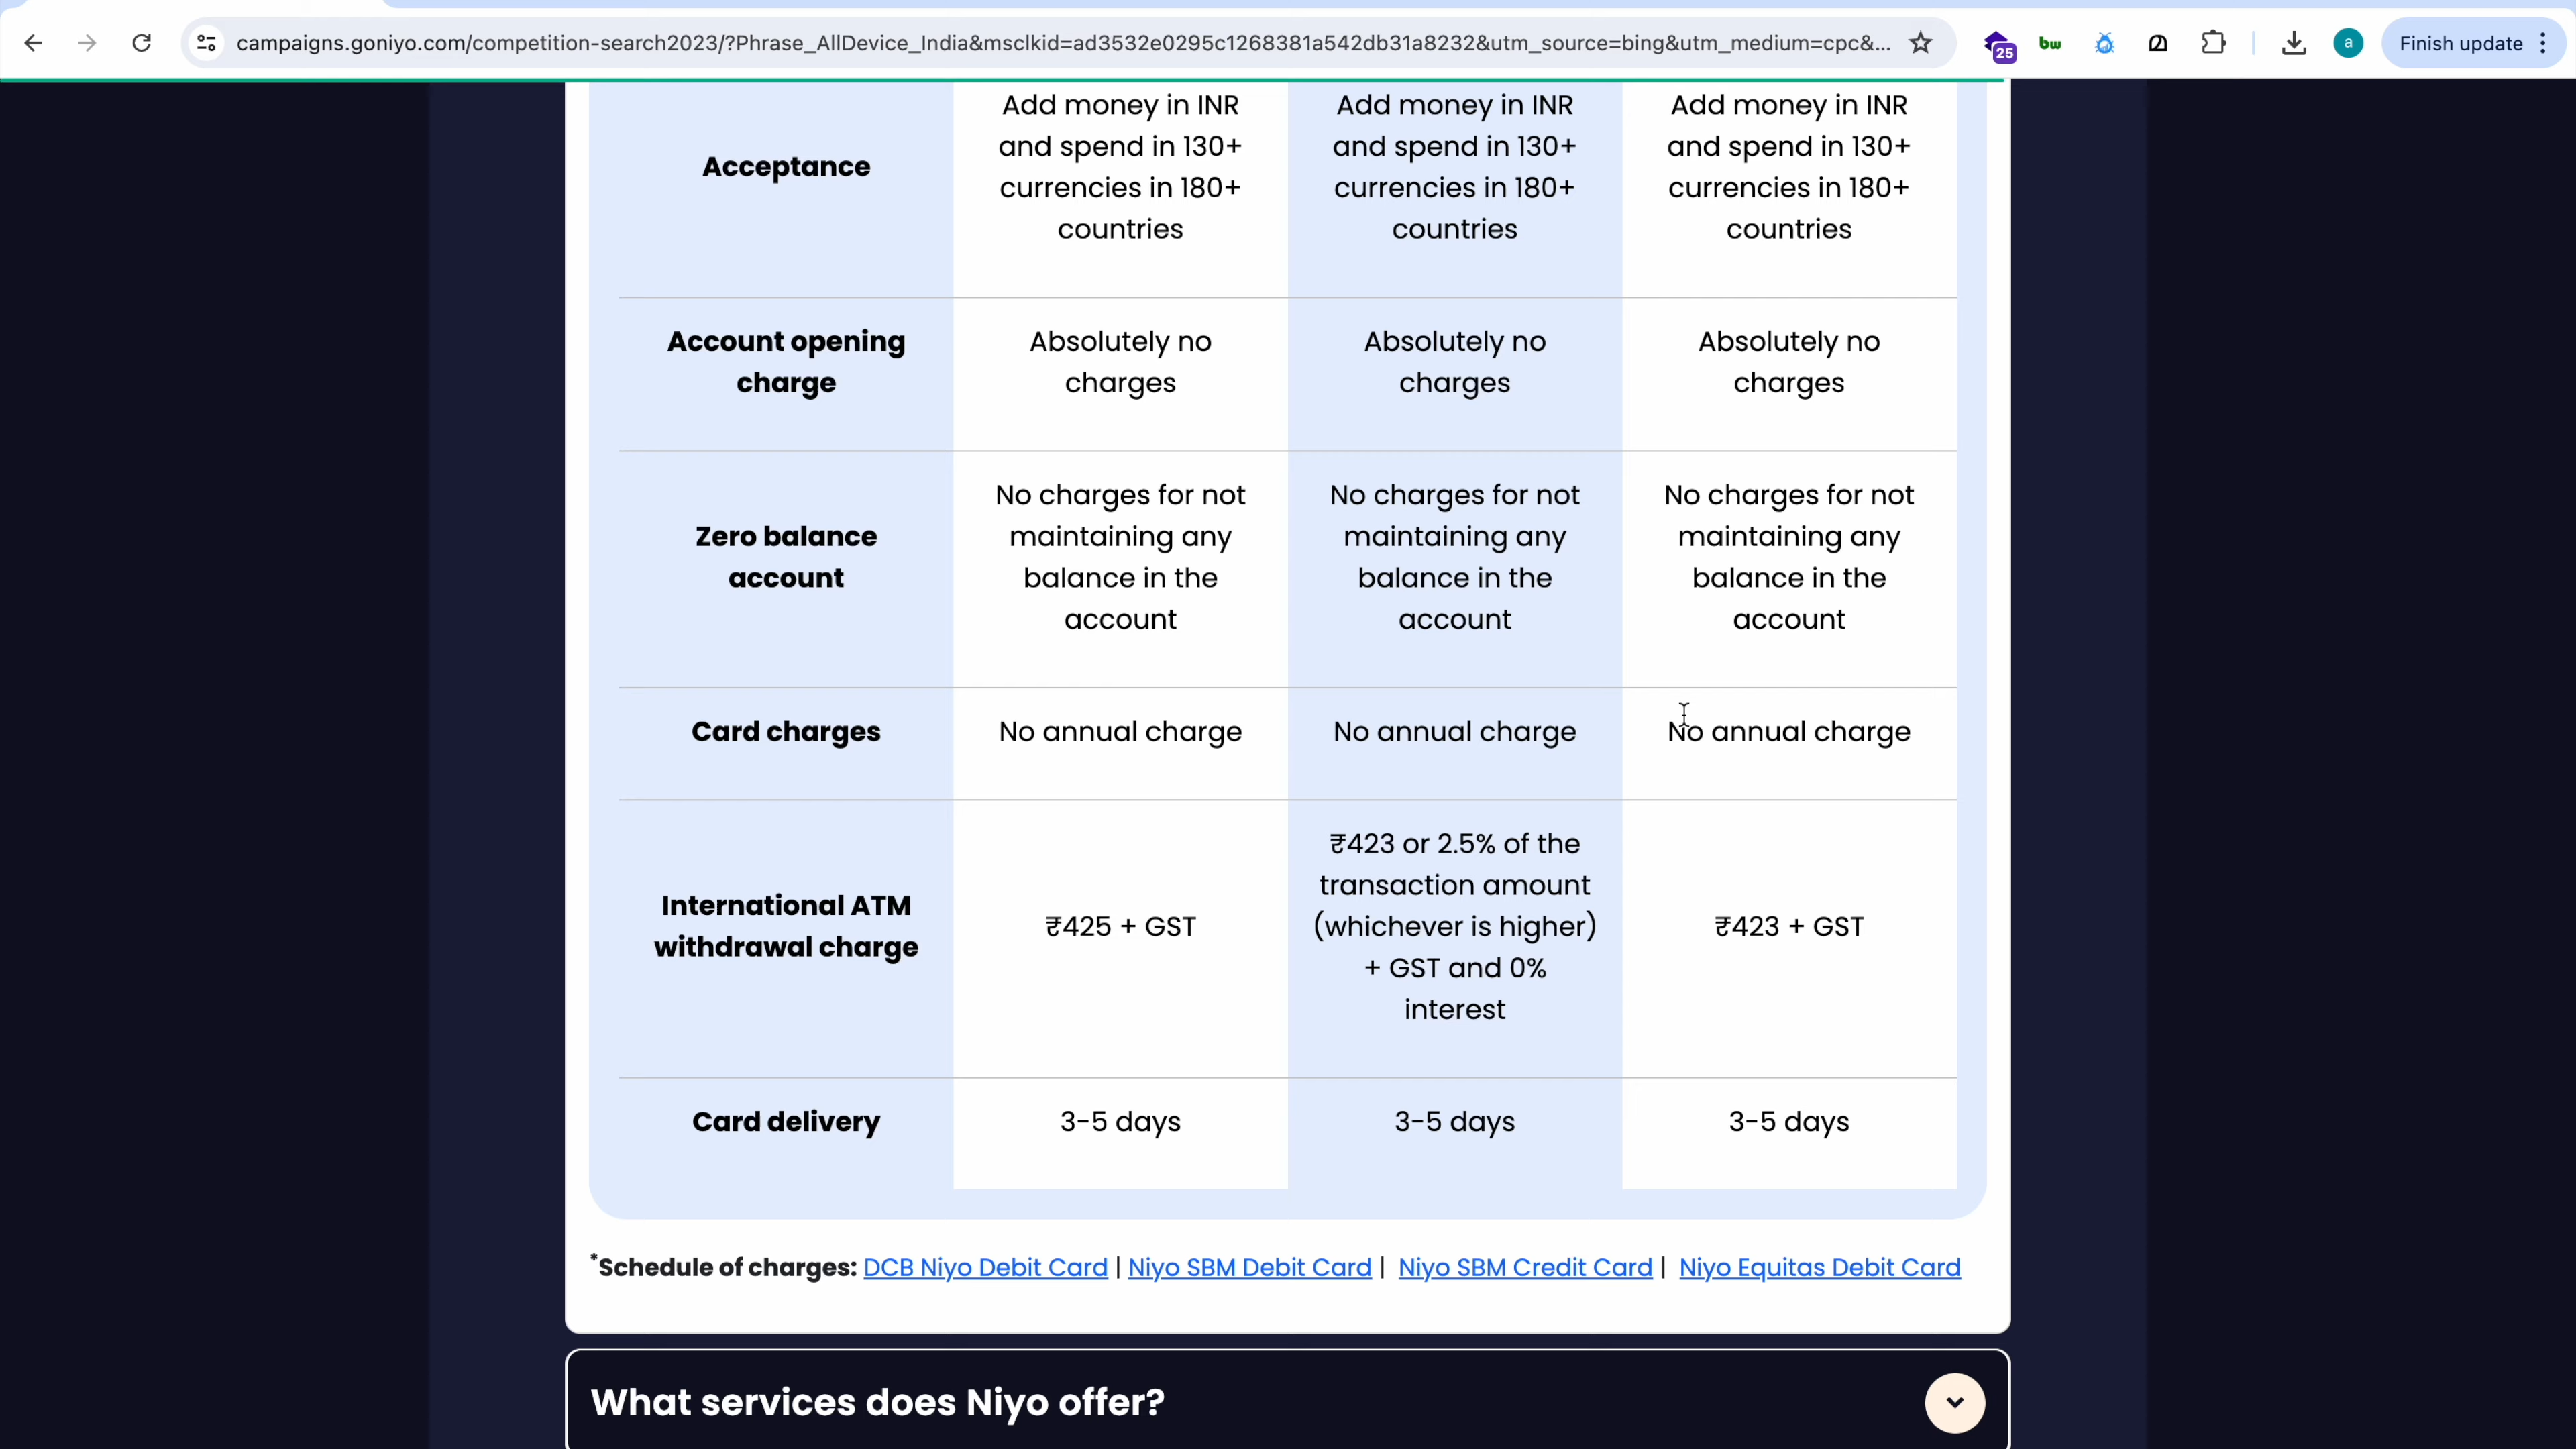 campaigns.goniyo.com/competition-search2023/?Phrase_AllDevice_India&msclkid=ad3532e0295c1268381a542db31a8232&utm_source=bing&utm_medium=cpc&...
25
bw
a
Finish update
Acceptance
Add money in INR
and spend in 130+
currencies in 180+
countries
Add money in INR
and spend in 130+
currencies in 180+
countries
Add money in INR
and spend in 130+
currencies in 180+
countries
Account opening
charge
Absolutely no
charges
Absolutely no
charges
Absolutely no
charges
Zero balance
account
No charges for not
maintaining any
balance in the
account
No charges for not
maintaining any
balance in the
account
No charges for not
maintaining any
balance in the
account
Card charges
No annual charge
No annual charge
No annual charge
International ATM
withdrawal charge
₹425 + GST
₹423 or 2.5% of the
transaction amount
(whichever is higher)
+ GST and 0%
interest
₹423 + GST
Card delivery
3-5 days
3-5 days
3-5 days
*Schedule of charges: DCB Niyo Debit Card | Niyo SBM Debit Card | Niyo SBM Credit Card | Niyo Equitas Debit Card
What services does Niyo offer?